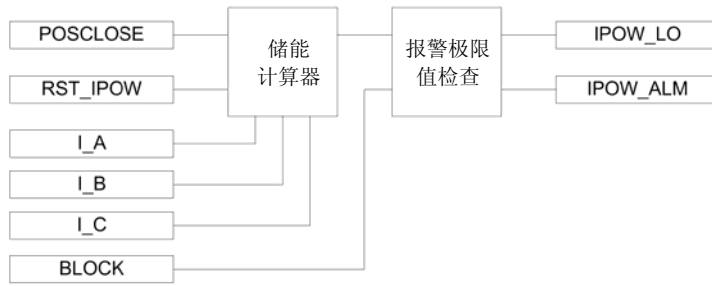 POSCLOSE
RST_IPOW
I_A
I_B
I_C
BLOCK
储能
计算器
报警极限
值检查
IPOW_LO
IPOW_ALM